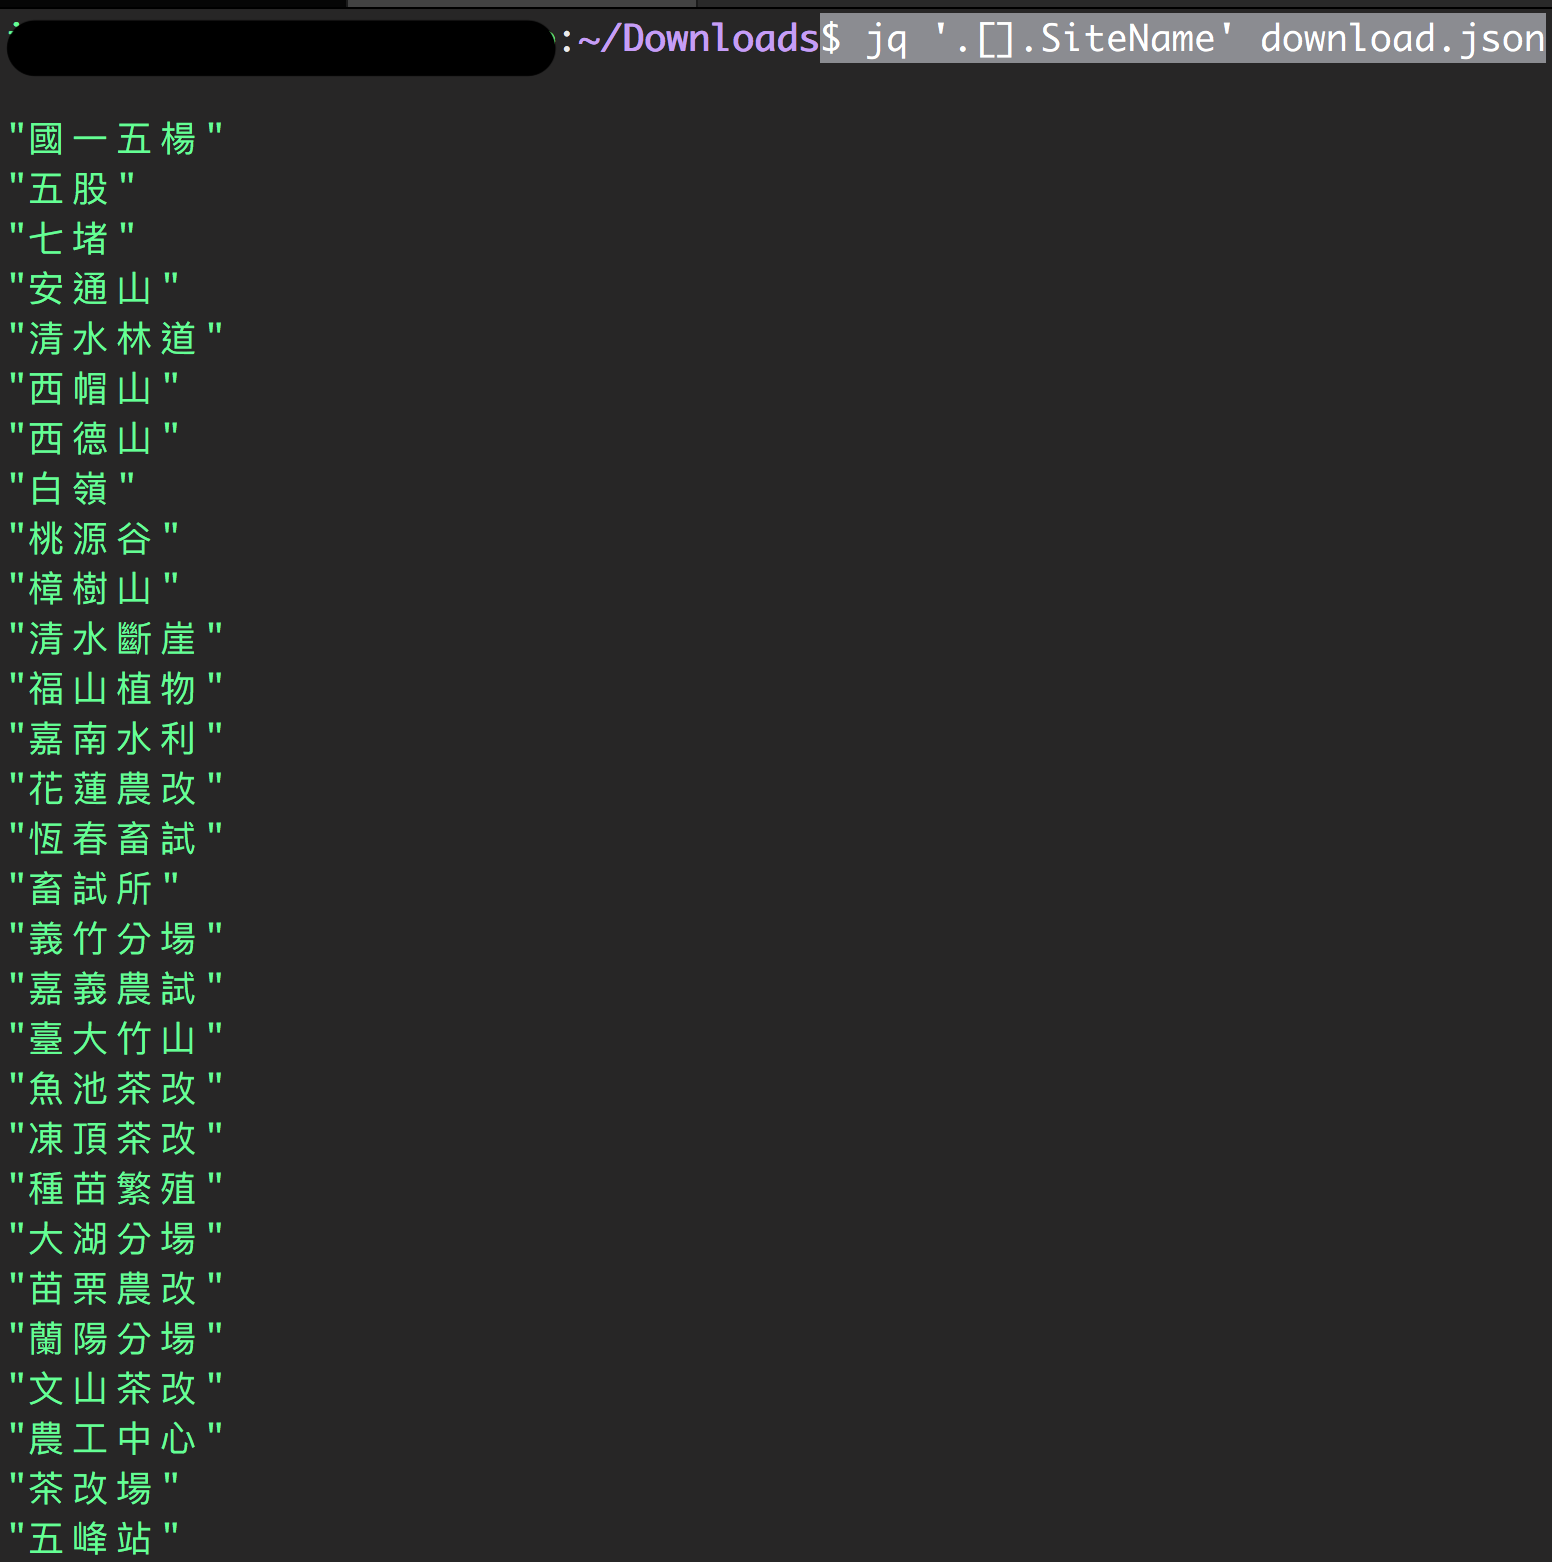 :~/Downloads$ jq '.[].SiteName' download.json
"國一五楊"
"五股"
"七堵"
"安通山"
"清水林道"
"西帽山"
"西德山"
"白嶺"
"桃源谷"
"樟樹山"
"清水斷崖"
"福山植物"
"嘉南水利"
"花蓮農改"
"恆春畜試"
"畜試所"
"義竹分場"
"嘉義農試"
"臺大竹山"
"魚池茶改"
"凍頂茶改"
"種苗繁殖"
"大湖分場"
"苗栗農改"
"蘭陽分場"
"文山茶改"
"農工中心"
"茶改場"
"五峰站"